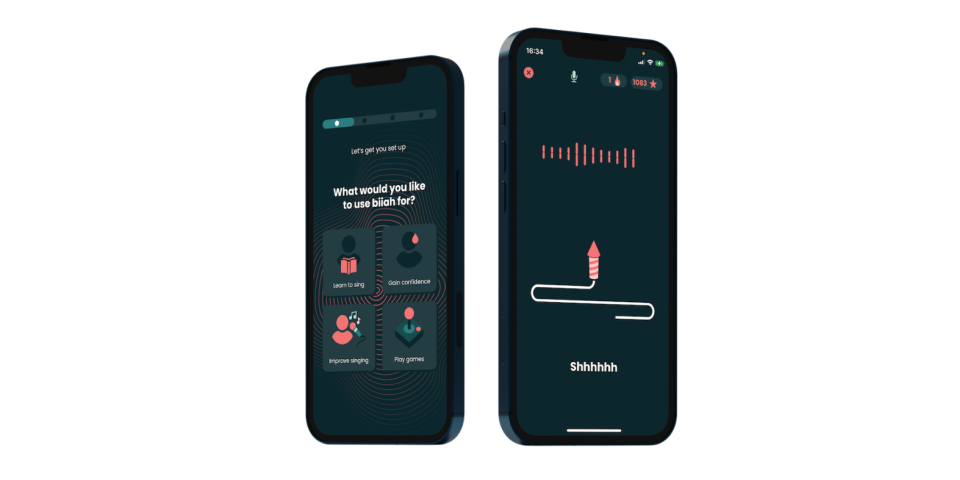 Let's get you set up
What would you like
to use biiah for?
Learn to sing
Gain confidence
Improve singing
Play games
16:34
1
1083
Shhhhhh